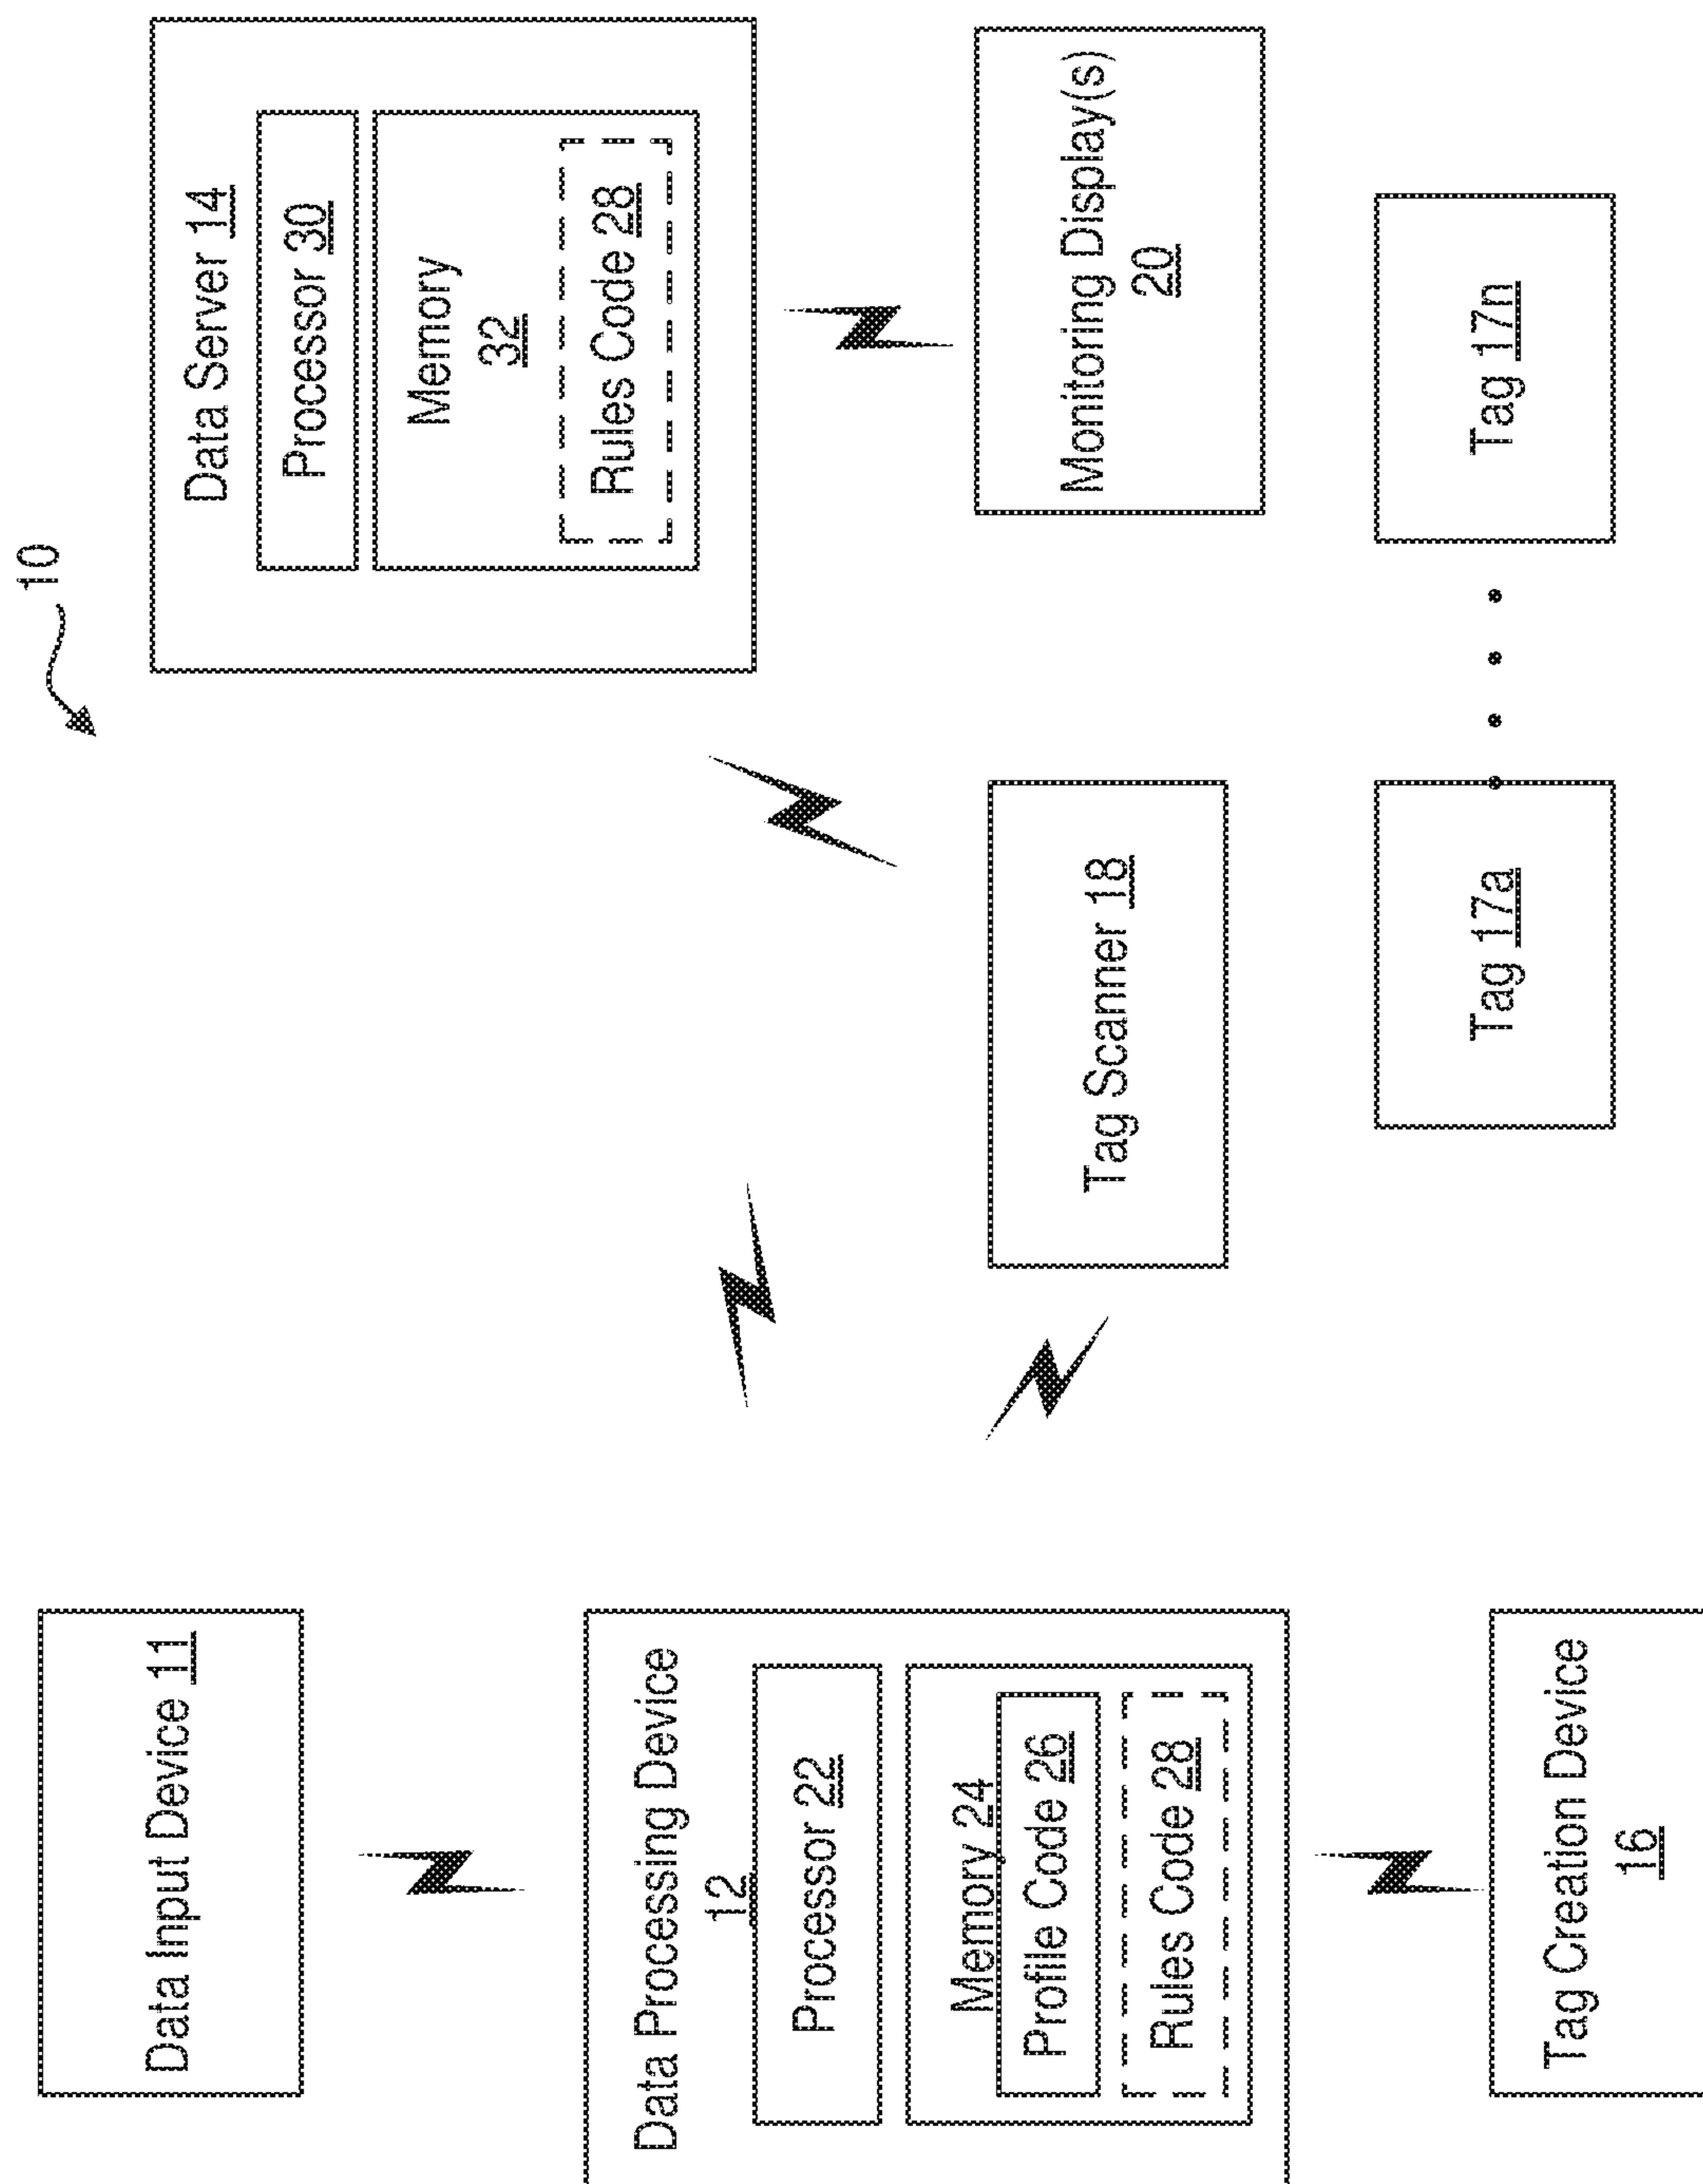 10
Data Input Device 11
Data Processing Device
12
Processor 22
Memory 24
Profile Code 26
Rules Code 28
Tag Creation Device
16
Data Server 14
Processor 30
Memory
32
Rules Code 28
Tag Scanner 18
Monitoring Display(s)
20
Tag 17a
Tag 17n